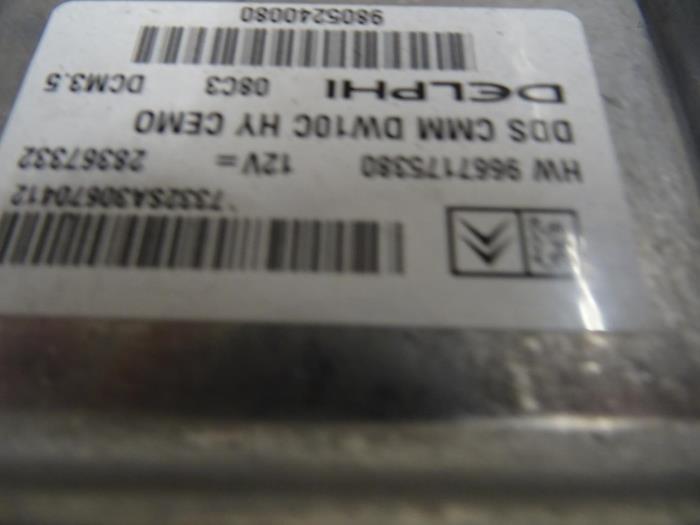 7332SA30670412
HW 9667175380 12V= 28367332
DDS CMM DW10C HY CEMO
DELPHI 08C3 DCM3.5
9805240080